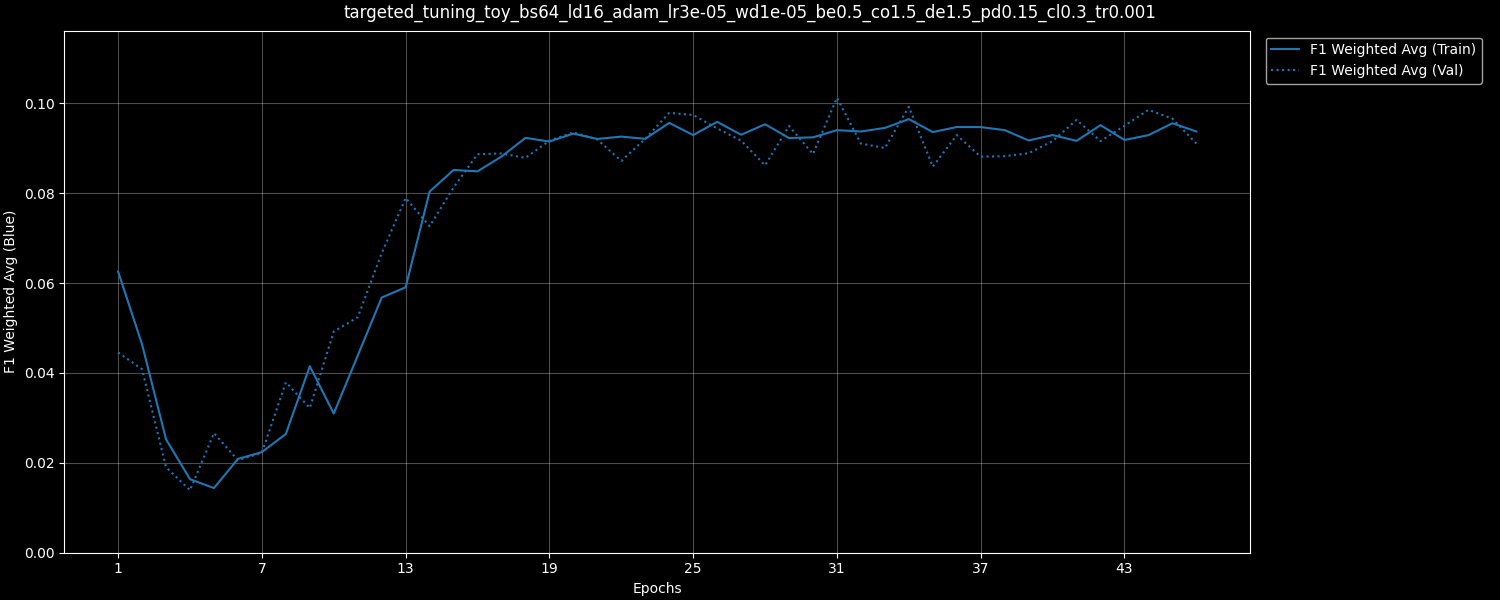 targeted_tuning_toy_bs64_ld16_adam_lr3e-05_wd1e-05_be0.5_co1.5_de1.5_pd0.15_cl0.3_tr0.001
F1 Weighted Avg (Train)
F1 Weighted Avg (Val)
F1 Weighted Avg (Blue)
0.10
0.08
0.06
0.04
0.02
0.00
1 7 13 19 25 31 37 43
Epochs